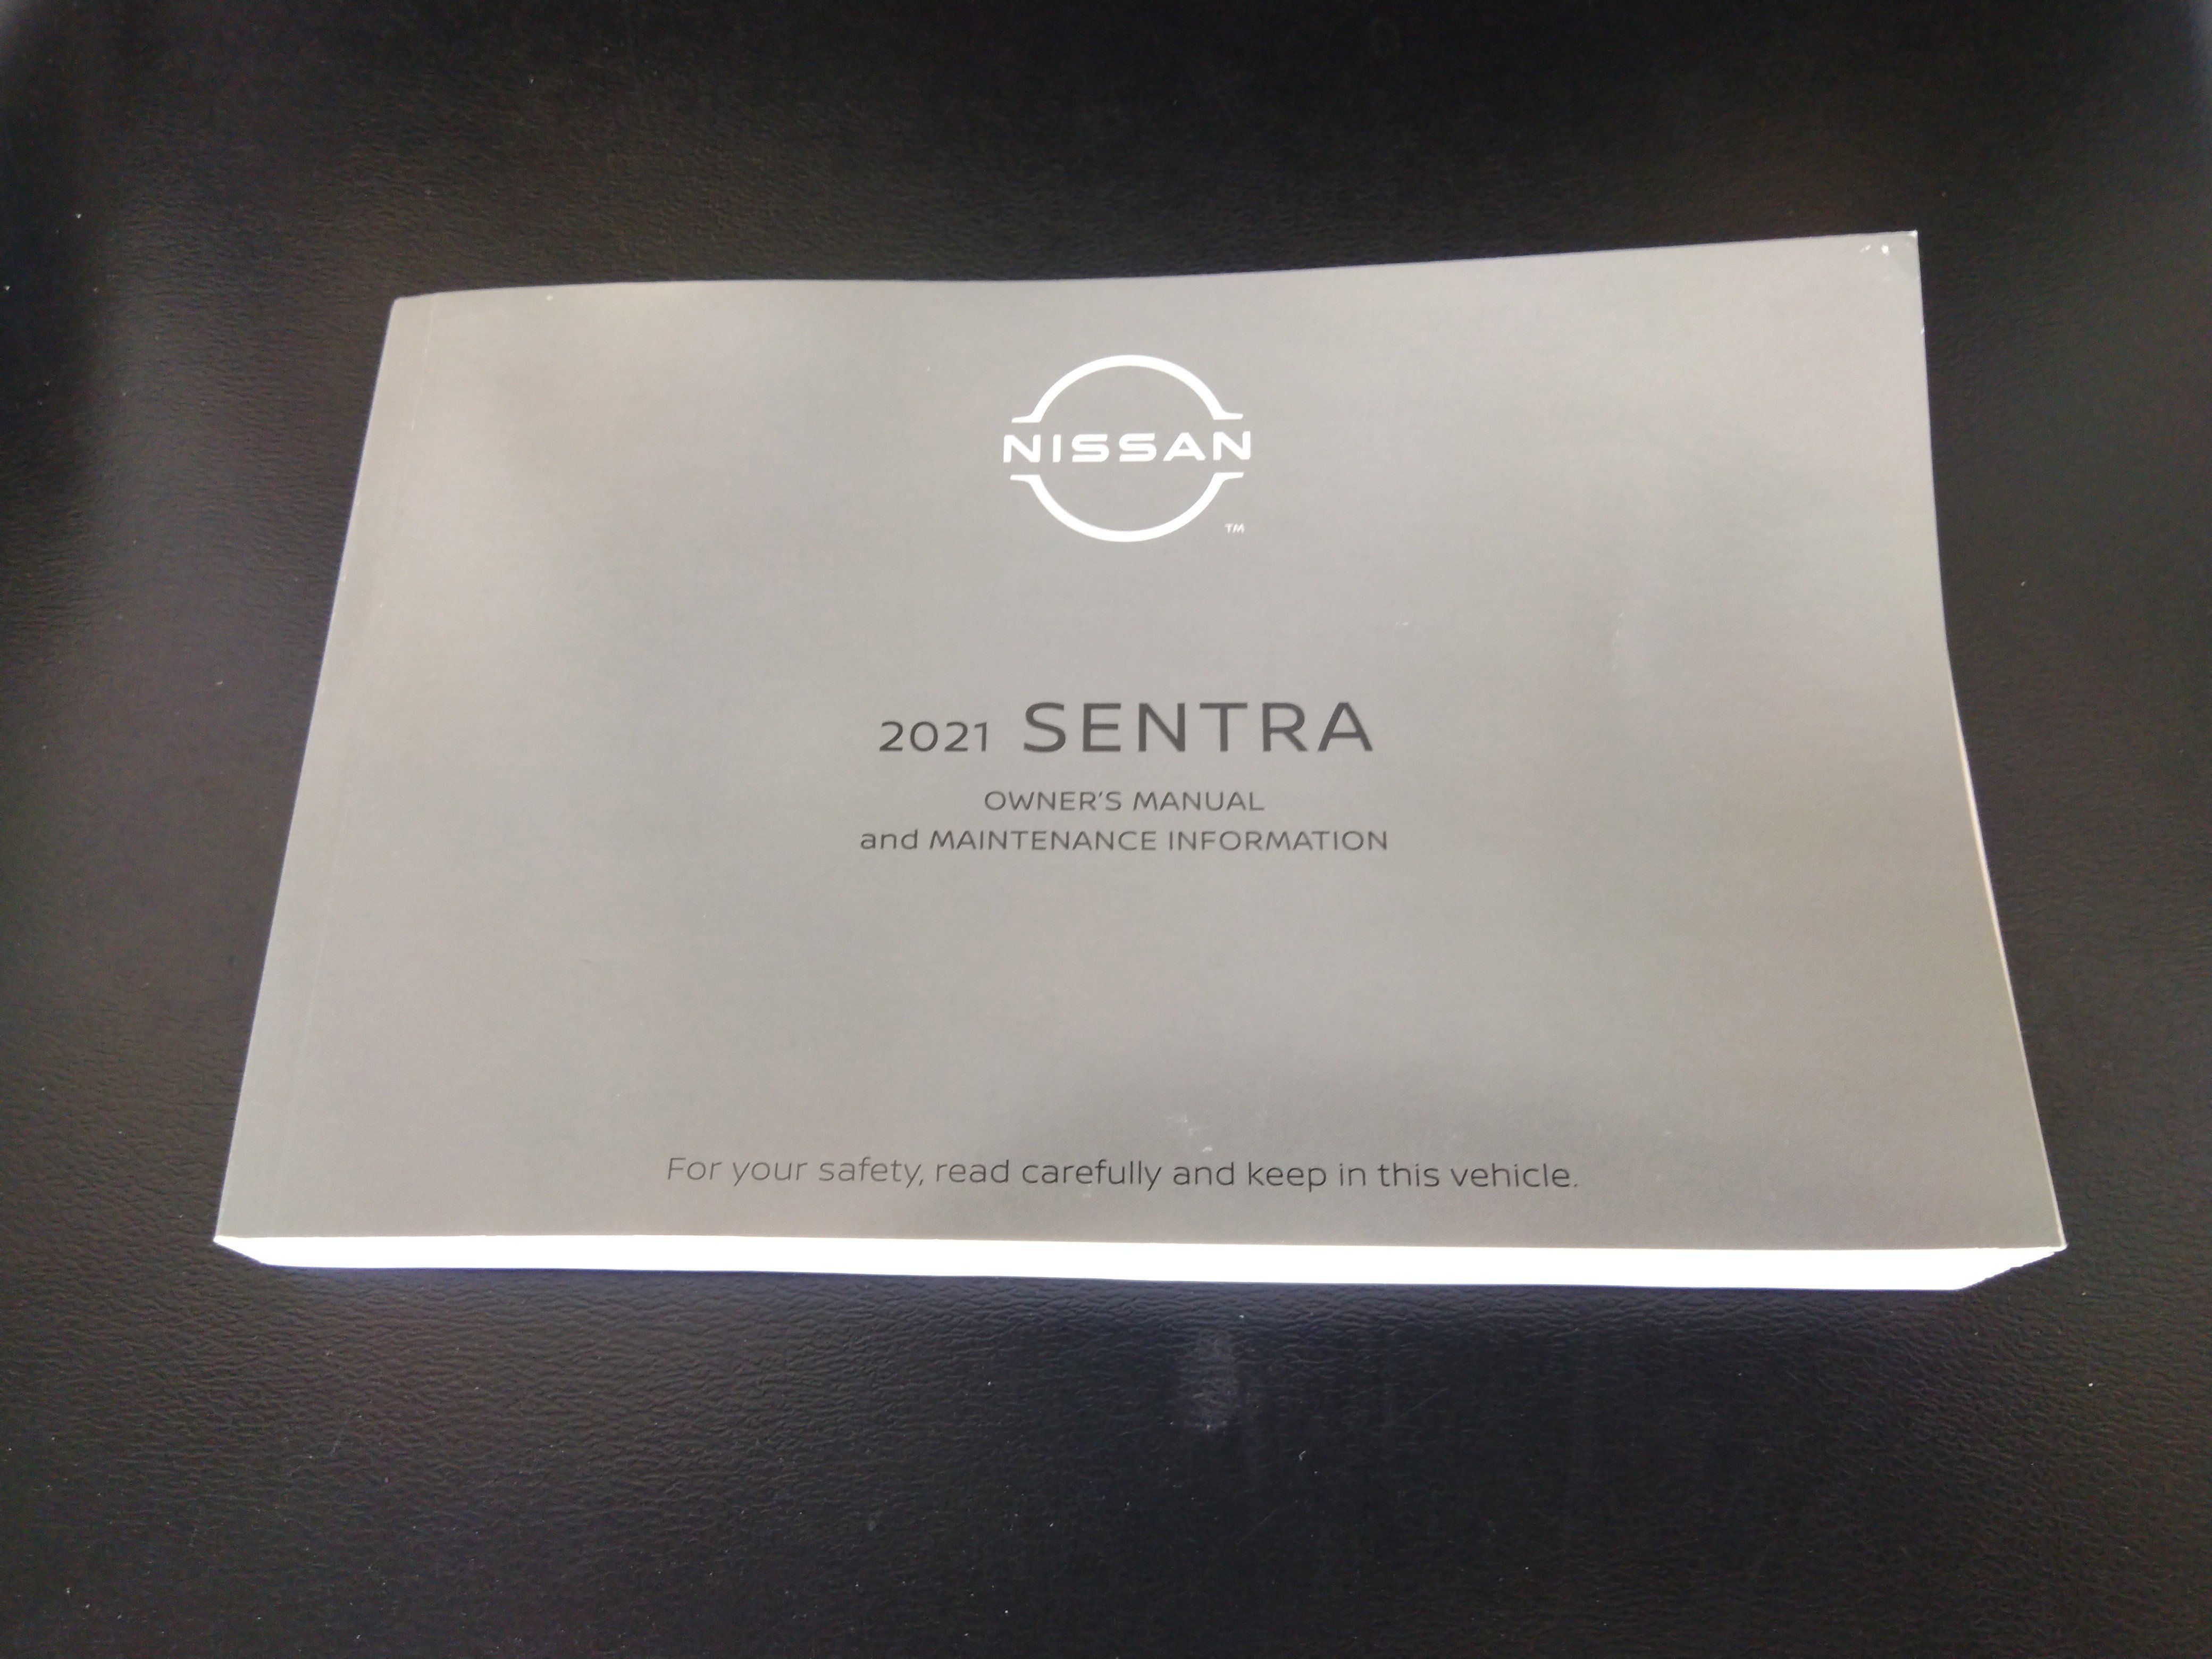 NISSAN
TM
2021 SENTRA
OWNER'S MANUAL
and MAINTENANCE INFORMATION
For your safety, read carefully and keep in this vehicle.